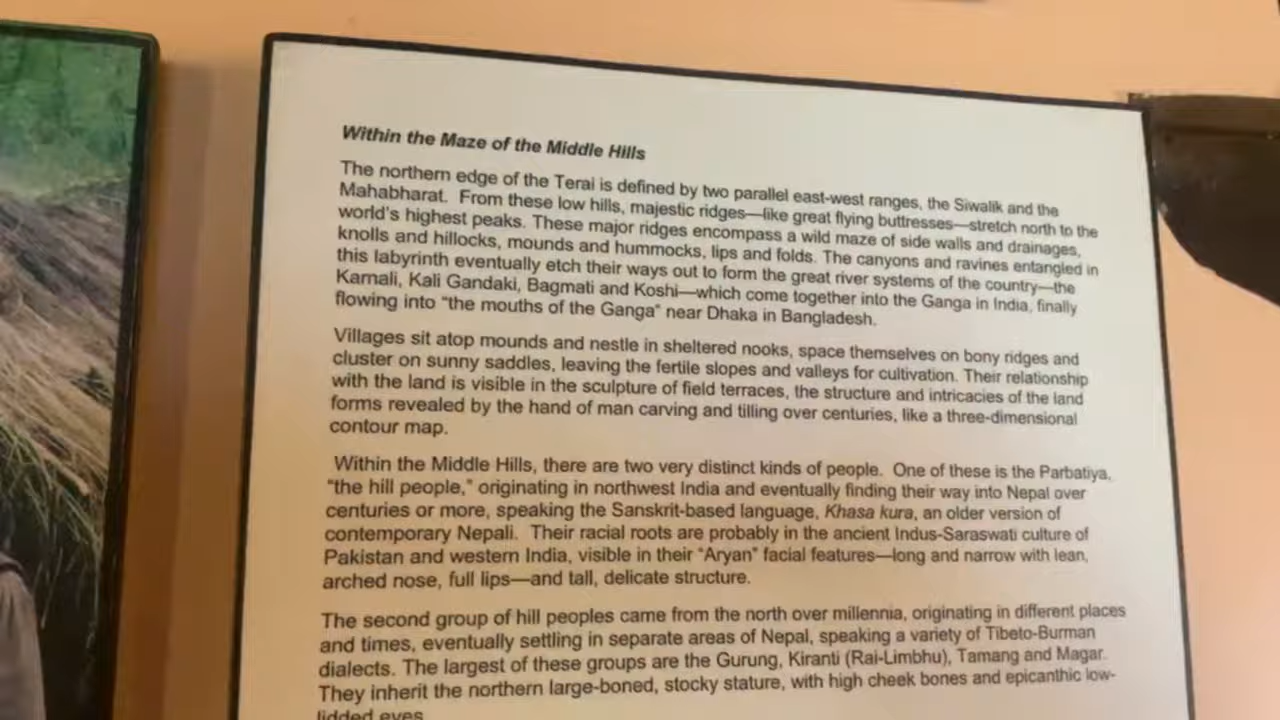 Within the Maze of the Middle Hills
The northern edge of the Terai is defined by two parallel east-west ranges, the Siwalik and the
Mahabharat. From these low hills, majestic ridges—like great flying buttresses—stretch north to the
world's highest peaks. These major ridges encompass a wild maze of side walls and drainages,
knolls and hillocks, mounds and hummocks, lips and folds. The canyons and ravines entangled in
this labyrinth eventually etch their ways out to form the great river systems of the country—the
Karnali, Kali Gandaki, Bagmati and Koshi—which come together into the Ganga in India, finally
flowing into "the mouths of the Ganga" near Dhaka in Bangladesh.
Villages sit atop mounds and nestle in sheltered nooks, space themselves on bony ridges and
cluster on sunny saddles, leaving the fertile slopes and valleys for cultivation. Their relationship
with the land is visible in the sculpture of field terraces, the structure and intricacies of the land
forms revealed by the hand of man carving and tilling over centuries, like a three-dimensional
contour map.
Within the Middle Hills, there are two very distinct kinds of people. One of these is the Parbatiya,
"the hill people," originating in northwest India and eventually finding their way into Nepal over
centuries or more, speaking the Sanskrit-based language, Khasa kura, an older version of
contemporary Nepali. Their racial roots are probably in the ancient Indus-Saraswati culture of
Pakistan and western India, visible in their "Aryan" facial features—long and narrow with lean,
arched nose, full lips—and tall, delicate structure.
The second group of hill peoples came from the north over millennia, originating in different places
and times, eventually settling in separate areas of Nepal, speaking a variety of Tibeto-Burman
dialects. The largest of these groups are the Gurung, Kiranti (Rai-Limbhu), Tamang and Magar.
They inherit the northern large-boned, stocky stature, with high cheek bones and epicanthic low-
lidded eyes